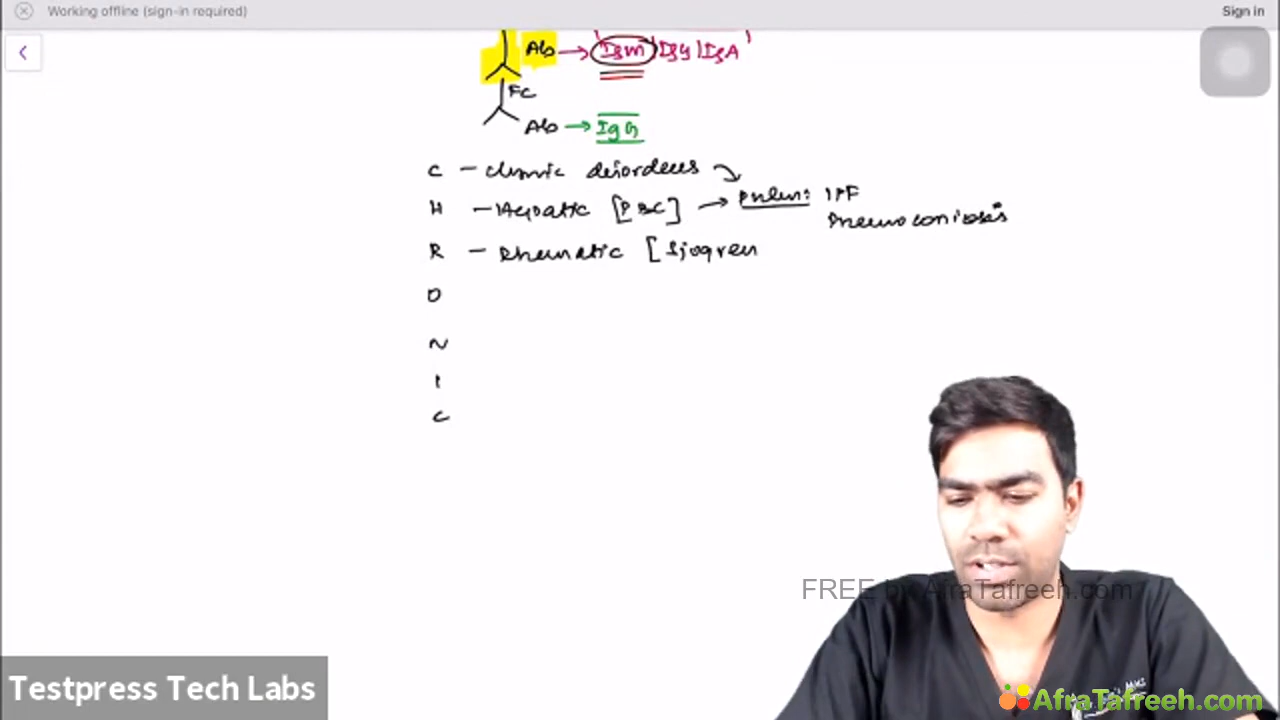 Working offline (sign-in required)
Sign in
Ab → IgM | IgG | IgA
Fc
Ab → IgG
C - chronic disorders
H - Hepatic [PBC] → Pulm: IPF
Pneumoconiosis
R - Rheumatic [Sjogren
O
N
I
C
FREE by AfraTafreeh.com
Testpress Tech Labs
AfraTafreeh.com